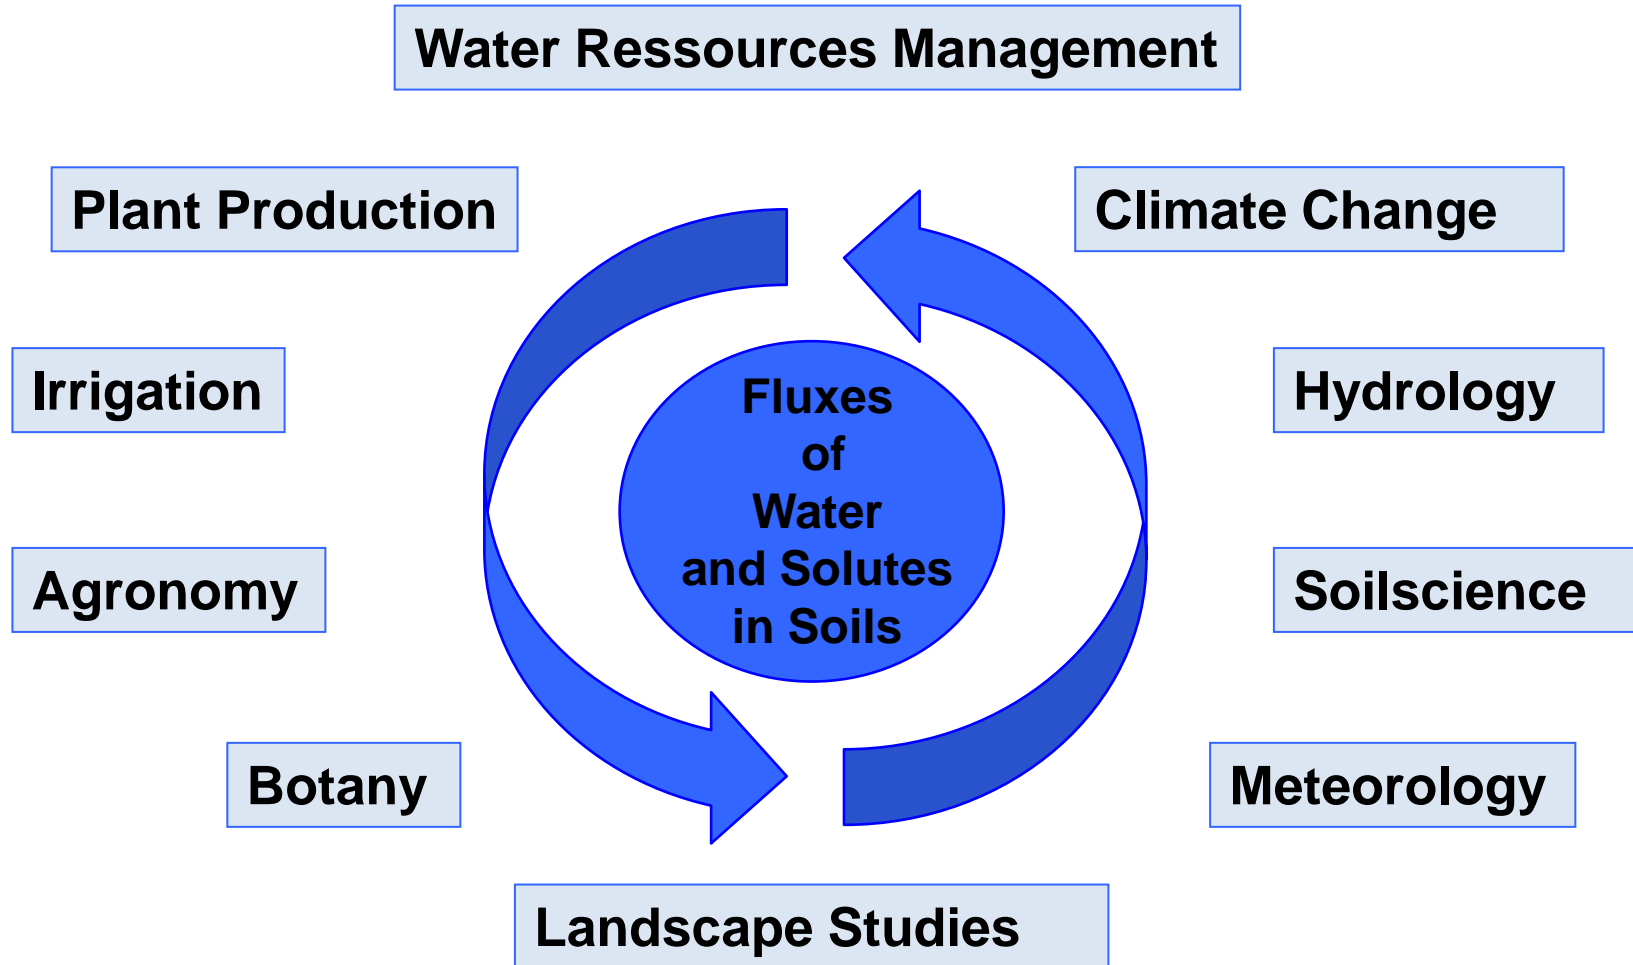 Water Ressources Management
Plant Production
Climate Change
Irrigation
Fluxes
of
Water
and Solutes
in Soils
Hydrology
Agronomy
Soilscience
Botany
Meteorology
Landscape Studies